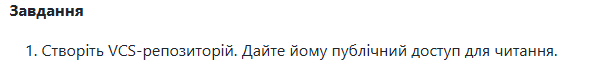 Завдання
1. Створіть VCS-репозиторій. Дайте йому публічний доступ для читання.